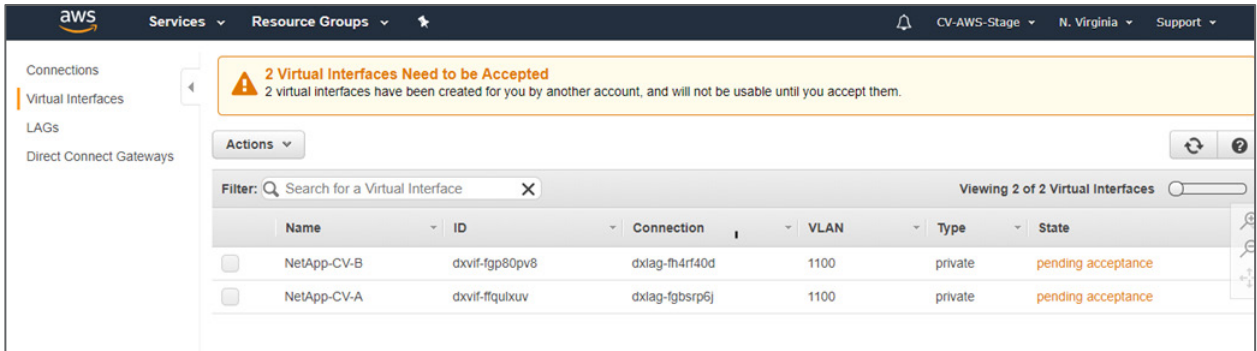 aws Services Resource Groups CV-AWS-Stage N. Virginia Support
Connections
Virtual Interfaces
LAGs
Direct Connect Gateways
2 Virtual Interfaces Need to be Accepted
2 virtual interfaces have been created for you by another account, and will not be usable until you accept them.
Actions
Filter: Search for a Virtual Interface Viewing 2 of 2 Virtual Interfaces
Name ID Connection VLAN Type State
NetApp-CV-B dxvif-fgp80pv8 dxlag-fh4rf40d 1100 private pending acceptance
NetApp-CV-A dxvif-ffqulxuv dxlag-fgbsrp6j 1100 private pending acceptance